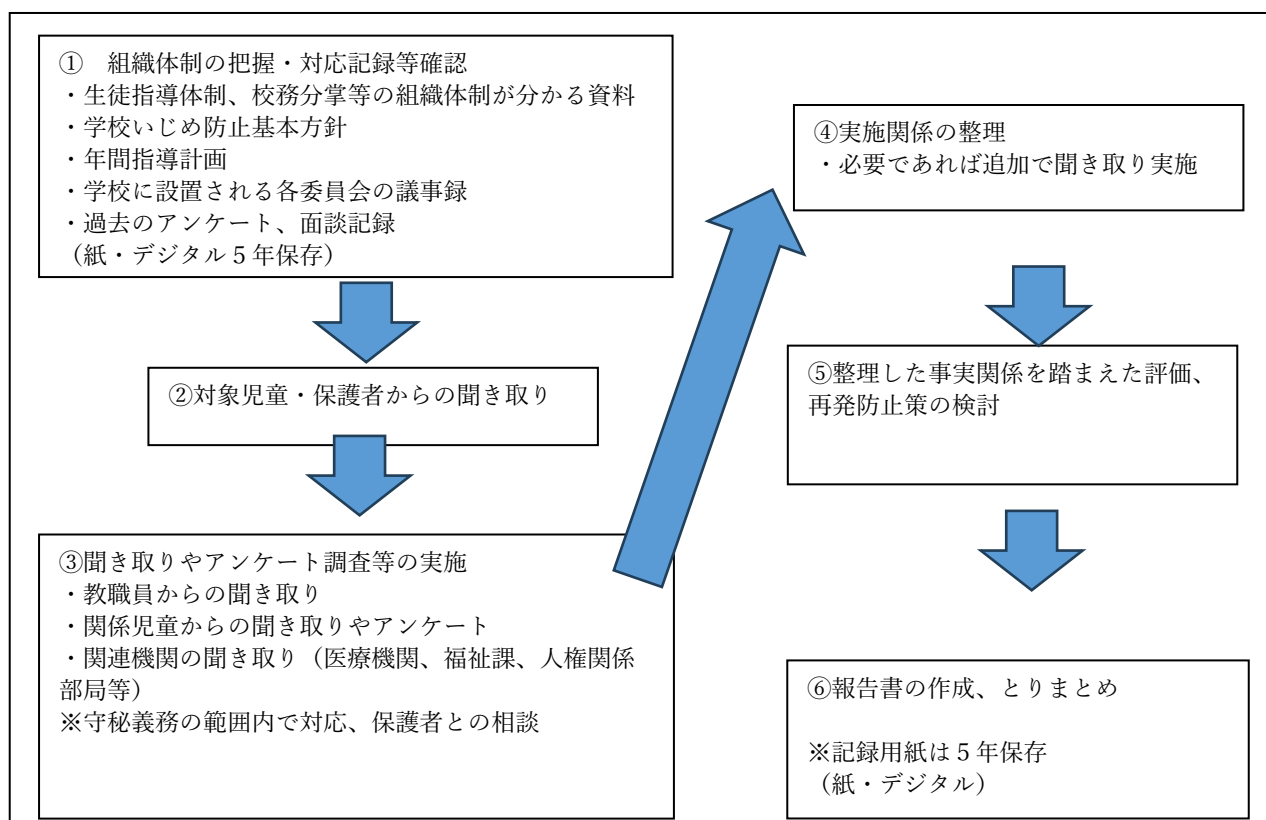 ①　組織体制の把握・対応記録等確認
・生徒指導体制、校務分掌等の組織体制が分かる資料
・学校いじめ防止基本方針
・年間指導計画
・学校に設置される各委員会の議事録
・過去のアンケート、面談記録
（紙・デジタル５年保存）
②対象児童・保護者からの聞き取り
③聞き取りやアンケート調査等の実施
・教職員からの聞き取り
・関係児童からの聞き取りやアンケート
・関連機関の聞き取り（医療機関、福祉課、人権関係
部局等）
※守秘義務の範囲内で対応、保護者との相談
④実施関係の整理
・必要であれば追加で聞き取り実施
⑤整理した事実関係を踏まえた評価、
再発防止策の検討
⑥報告書の作成、とりまとめ
※記録用紙は５年保存
（紙・デジタル）